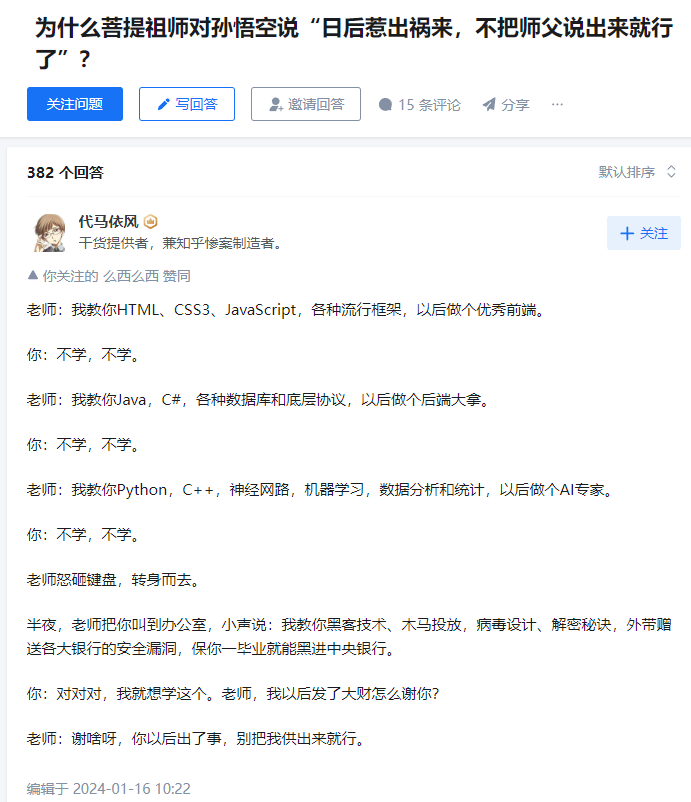 为什么菩提祖师对孙悟空说“日后惹出祸来，不把师父说出来就行
了”？
关注问题
写回答
邀请回答
15 条评论
分享
···
382 个回答
默认排序
代马依风
干货提供者，兼知乎惨案制造者。
+ 关注
你关注的 么西么西 赞同
老师：我教你HTML、CSS3、JavaScript，各种流行框架，以后做个优秀前端。
你：不学，不学。
老师：我教你Java，C#，各种数据库和底层协议，以后做个后端大拿。
你：不学，不学。
老师：我教你Python，C++，神经网路，机器学习，数据分析和统计，以后做个AI专家。
你：不学，不学。
老师怒砸键盘，转身而去。
半夜，老师把你叫到办公室，小声说：我教你黑客技术、木马投放，病毒设计、解密秘诀，外带赠
送各大银行的安全漏洞，保你一毕业就能黑进中央银行。
你：对对对，我就想学这个。老师，我以后发了大财怎么谢你？
老师：谢啥呀，你以后出了事，别把我供出来就行。
编辑于 2024-01-16 10:22